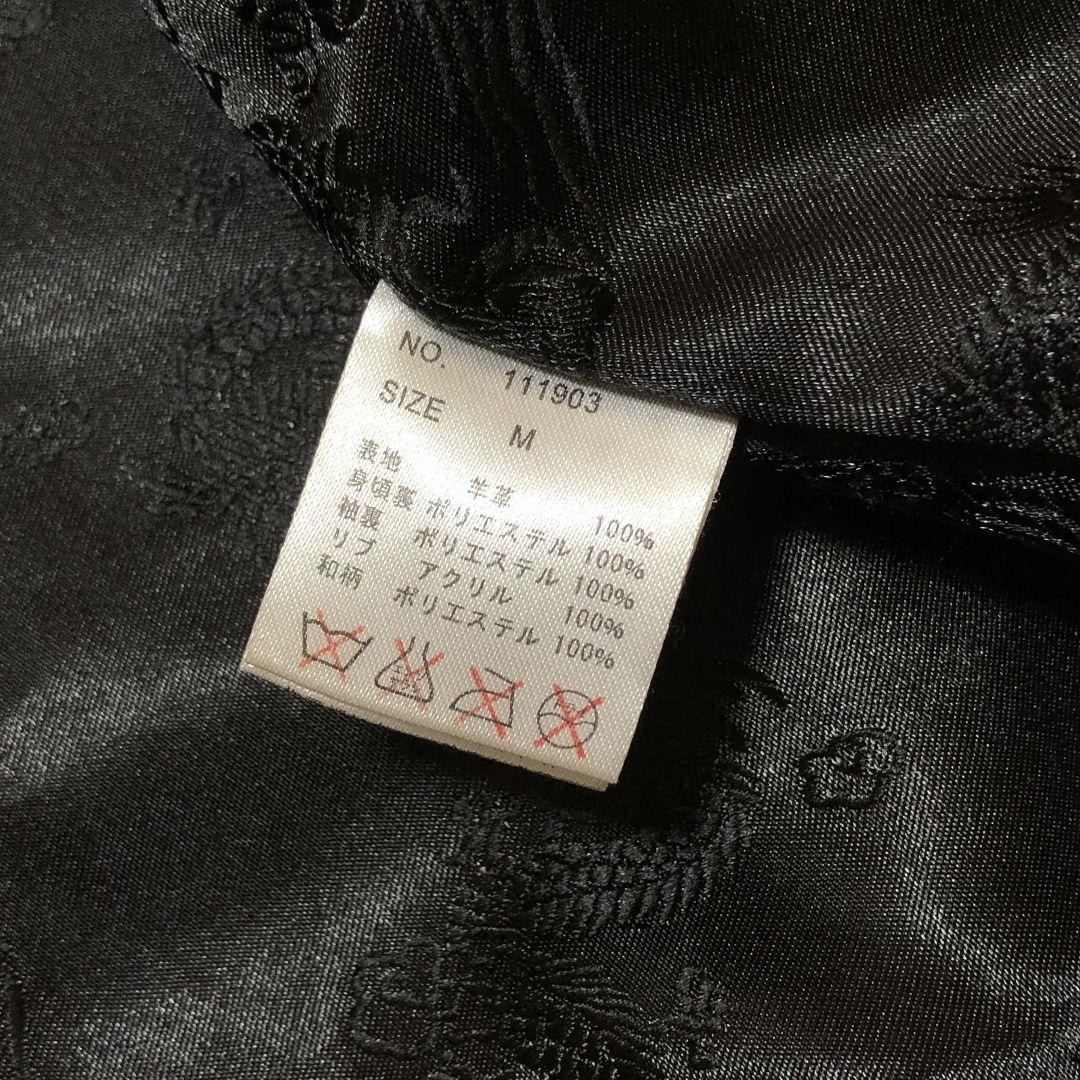 NO. 111903
SIZE M
表地 羊革 100%
身頃裏 ポリエステル 100%
袖裏 ポリエステル 100%
リブ アクリル 100%
和柄 ポリエステル 100%